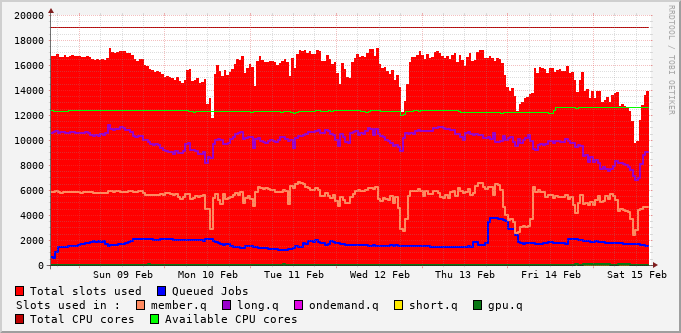 RRDTOOL / TOBI OETIKER
20000
18000
16000
14000
12000
10000
8000
6000
4000
2000
0
Sun 09 Feb Mon 10 Feb Tue 11 Feb Wed 12 Feb Thu 13 Feb Fri 14 Feb Sat 15 Feb
Total slots used Queued Jobs
Slots used in : member.q long.q ondemand.q short.q gpu.q
Total CPU cores Available CPU cores